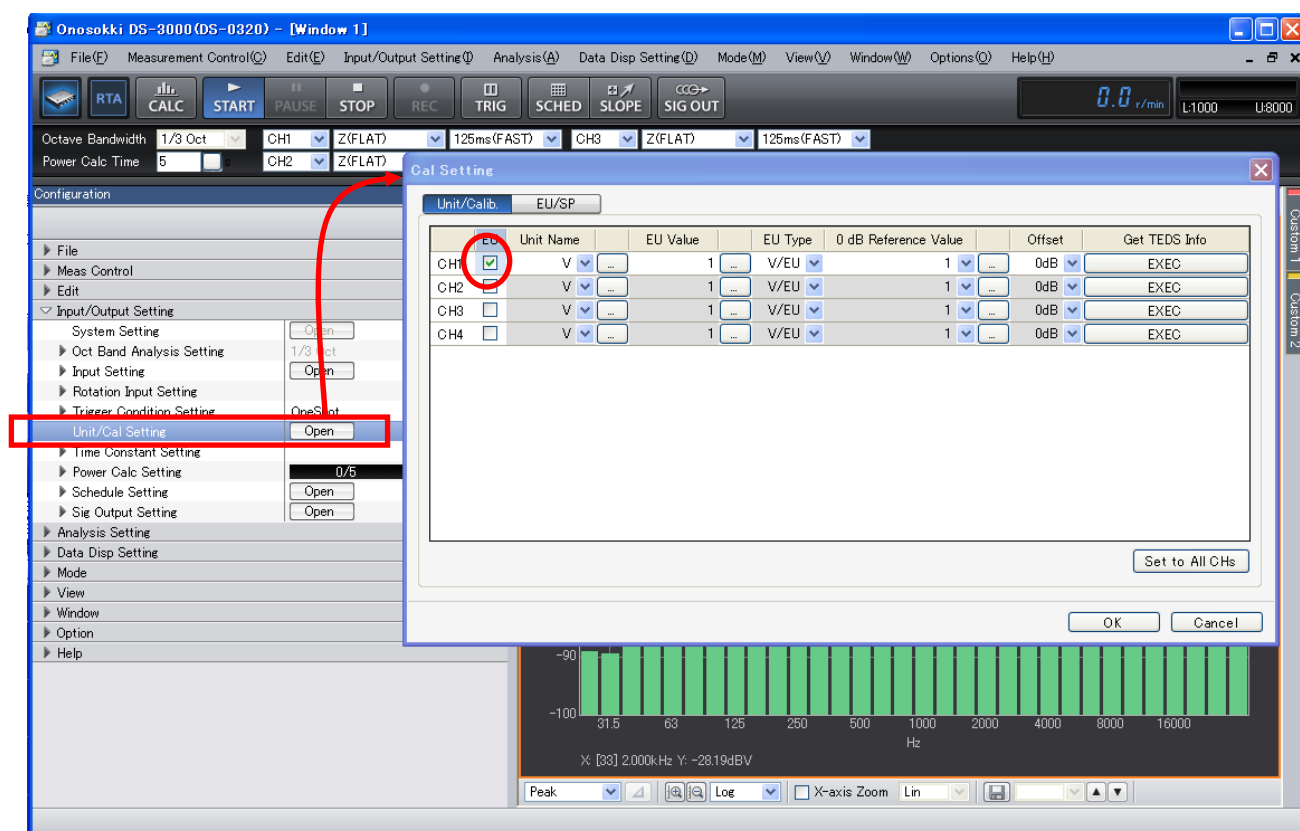 Onosokki DS-3000(DS-0320) - [Window 1]
File(F) Measurement Control(C) Edit(E) Input/Output Setting(I) Analysis(A) Data Disp Setting(D) Mode(M) View(V) Window(W) Options(O) Help(H)
RTA CALC START PAUSE STOP REC TRIG SCHED SLOPE SIG OUT 0.0 r/min L:1000 U:8000
Octave Bandwidth 1/3 Oct CH1 Z(FLAT) 125ms(FAST) CH3 Z(FLAT) 125ms(FAST)
Power Calc Time 5 s CH2 Z(FLAT)
Cal Setting
Configuration
Unit/Calib. EU/SP
EU Unit Name EU Value EU Type 0 dB Reference Value Offset Get TEDS Info
CH1 V ... 1 ... V/EU 1 ... 0dB EXEC
CH2 V ... 1 ... V/EU 1 ... 0dB EXEC
CH3 V ... 1 ... V/EU 1 ... 0dB EXEC
CH4 V ... 1 ... V/EU 1 ... 0dB EXEC
Set to All CHs
OK Cancel
File
Meas Control
Edit
Input/Output Setting
System Setting Open
Oct Band Analysis Setting 1/3 Oct
Input Setting Open
Rotation Input Setting
Trigger Condition Setting OneShot
Unit/Cal Setting Open
Time Constant Setting
Power Calc Setting 0/5
Schedule Setting Open
Sig Output Setting Open
Analysis Setting
Data Disp Setting
Mode
View
Window
Option
Help
Custom 1
Custom 2
-90
-100
31.5 63 125 250 500 1000 2000 4000 8000 16000
Hz
X: [33] 2.000kHz Y: -28.19dBV
Peak Log X-axis Zoom Lin